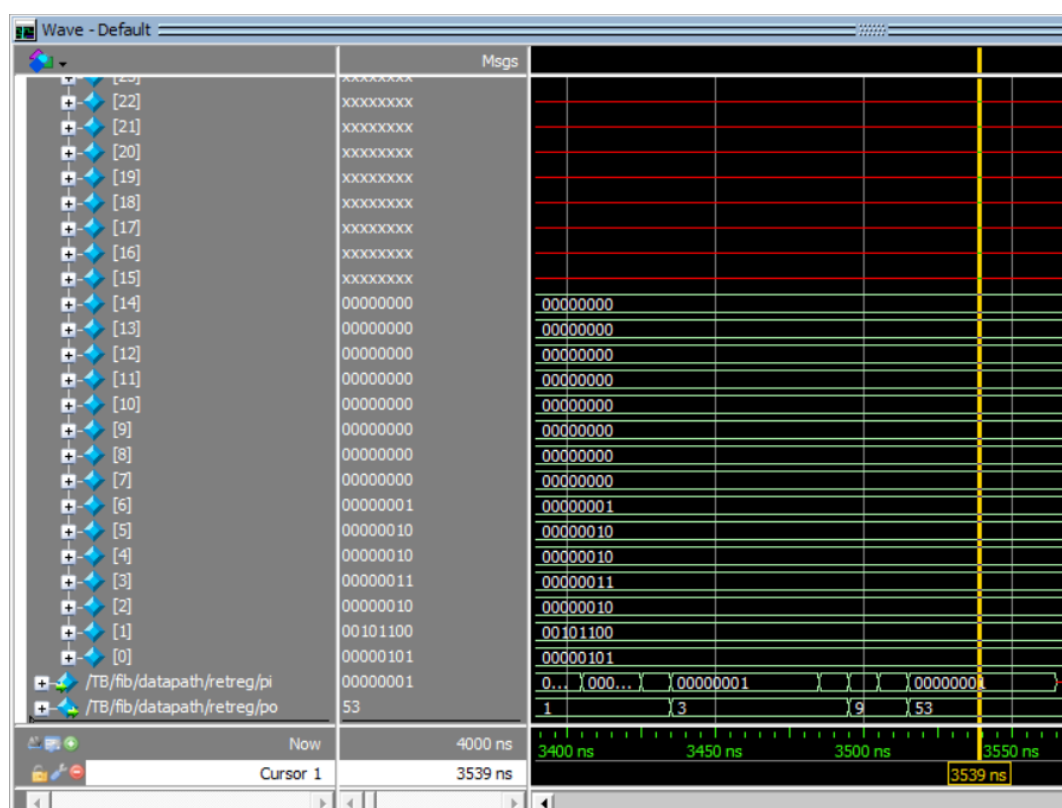 Wave - Default
Msgs
[23] xxxxxxxx
[22] xxxxxxxx
[21] xxxxxxxx
[20] xxxxxxxx
[19] xxxxxxxx
[18] xxxxxxxx
[17] xxxxxxxx
[16] xxxxxxxx
[15] xxxxxxxx
[14] 00000000 00000000
[13] 00000000 00000000
[12] 00000000 00000000
[11] 00000000 00000000
[10] 00000000 00000000
[9] 00000000 00000000
[8] 00000000 00000000
[7] 00000000 00000000
[6] 00000001 00000001
[5] 00000010 00000010
[4] 00000010 00000010
[3] 00000011 00000011
[2] 00000010 00000010
[1] 00101100 00101100
[0] 00000101 00000101
/TB/fib/datapath/retreg/pi 00000001 0... 000... 00000001 00000001
/TB/fib/datapath/retreg/po 53 1 3 9 53
Now 4000 ns 3400 ns 3450 ns 3500 ns 3550 ns
Cursor 1 3539 ns 3539 ns